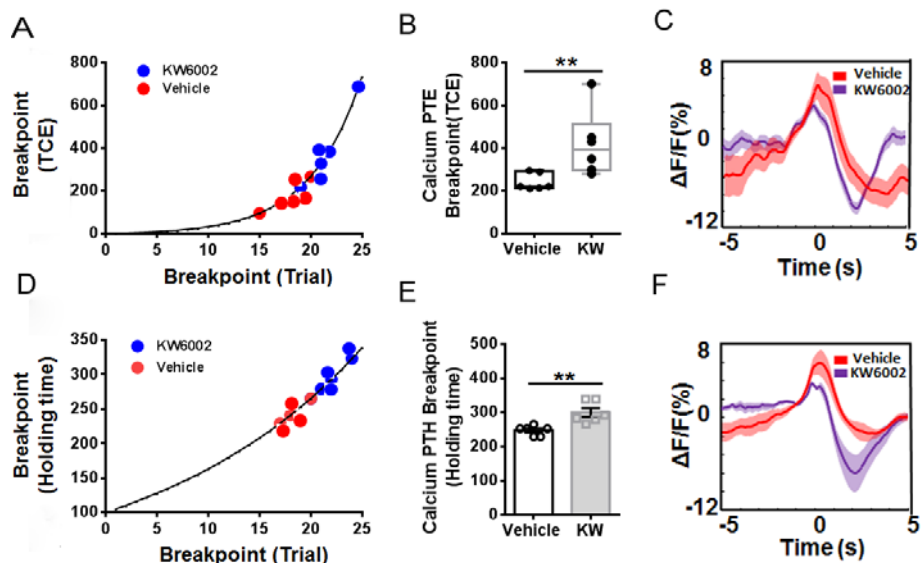 A
Breakpoint
(TCE)
800
600
400
200
0
KW6002
Vehicle
0 5 10 15 20 25
Breakpoint (Trial)
B
Calcium PTE
Breakpoint(TCE)
800
600
400
200
0
**
Vehicle KW
C
ΔF/F(%)
8
0
-12
Vehicle
KW6002
-5 0 5
Time (s)
D
Breakpoint
(Holding time)
350
300
250
200
150
100
KW6002
Vehicle
0 5 10 15 20 25
Breakpoint (Trial)
E
Calcium PTH Breakpoint
(Holding time)
500
400
300
200
100
0
**
Vehicle KW
F
ΔF/F(%)
8
0
-12
Vehicle
KW6002
-5 0 5
Time (s)